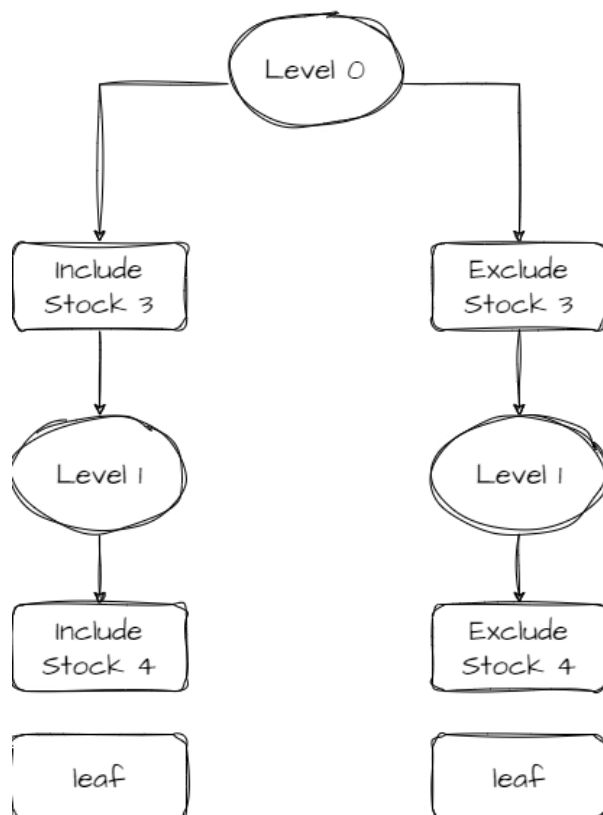 Level 0
Include
Stock 3
Exclude
Stock 3
Level 1
Level 1
Include
Stock 4
Exclude
Stock 4
leaf
leaf